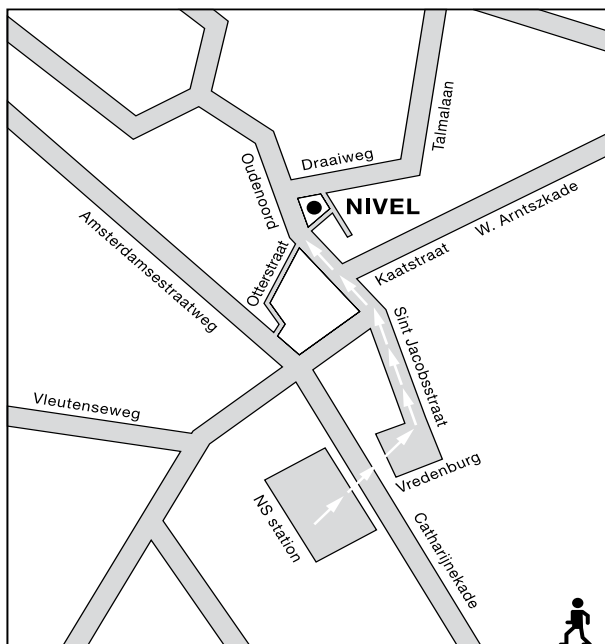 Talmalaan
Draaiweg
Oudenoord
NIVEL
W. Arntszkade
Amsterdamsestraatweg
Otterstraat
Kaatstraat
Sint Jacobsstraat
Vleutenseweg
Vredenburg
NS station
Catharijnekade